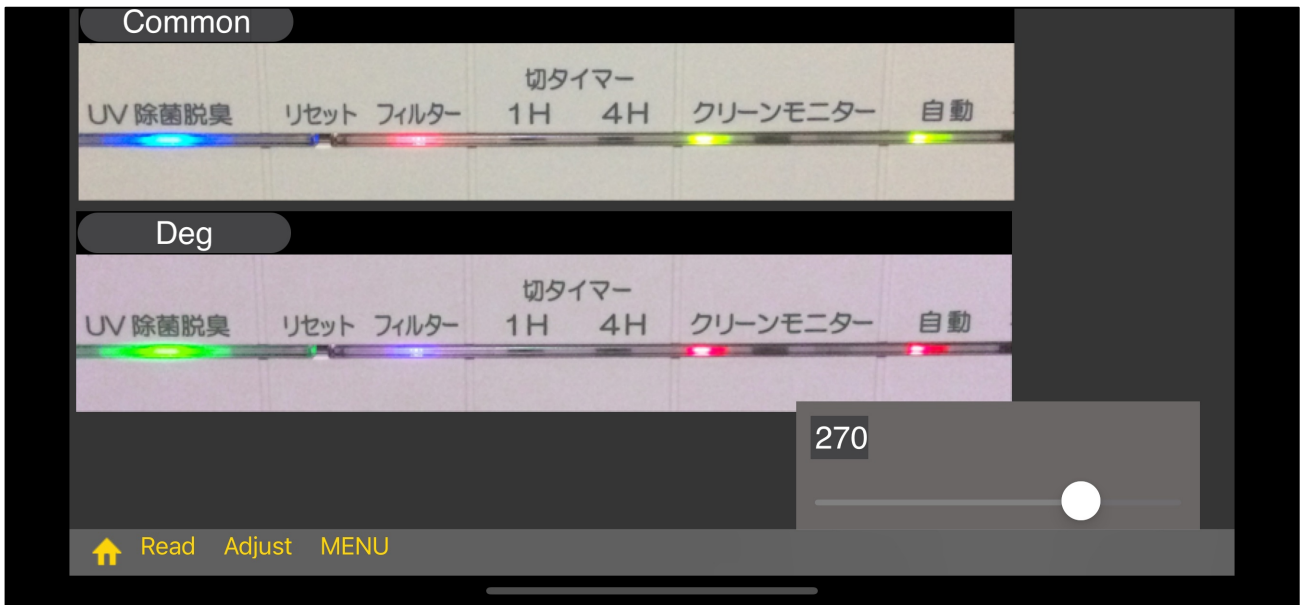 Common
切タイマー
UV 除菌脱臭 リセット フィルター 1H 4H クリーンモニター 自動
Deg
切タイマー
UV 除菌脱臭 リセット フィルター 1H 4H クリーンモニター 自動
270
Read Adjust MENU